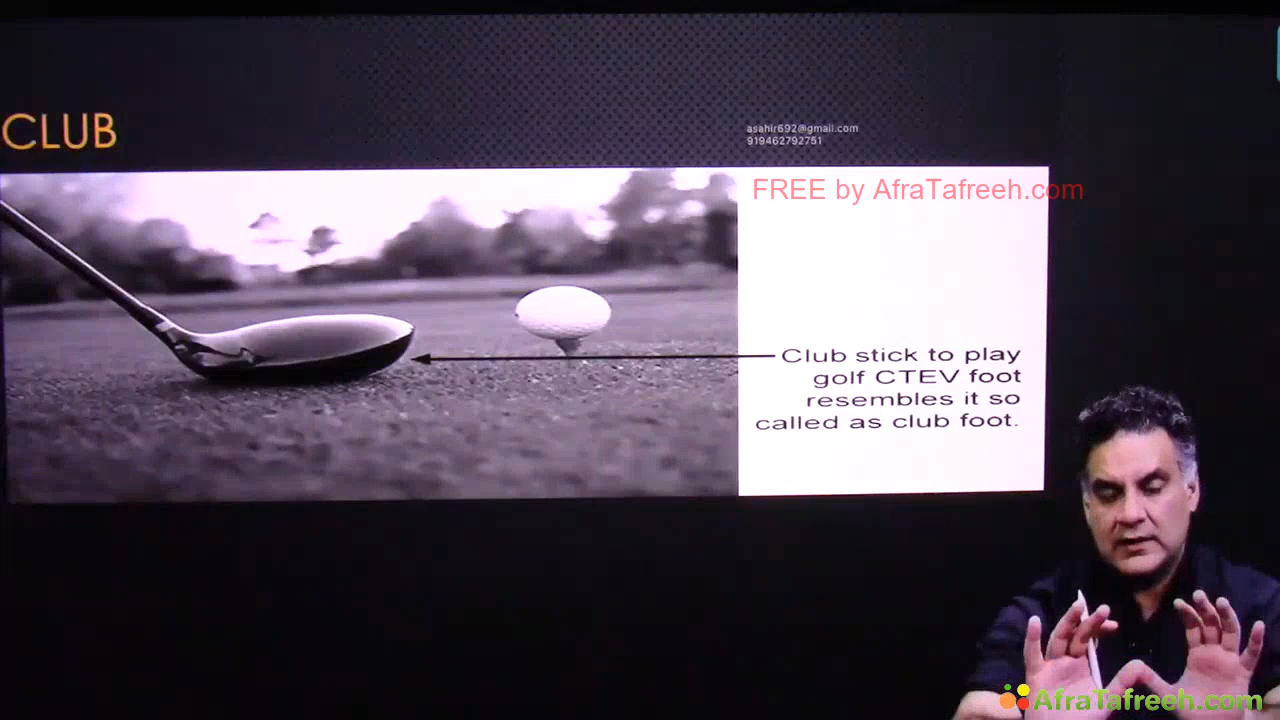 CLUB
asahir692@gmail.com
919462792751
FREE by AfraTafreeh.com
Club stick to play
golf CTEV foot
resembles it so
called as club foot.
AfraTafreeh.com